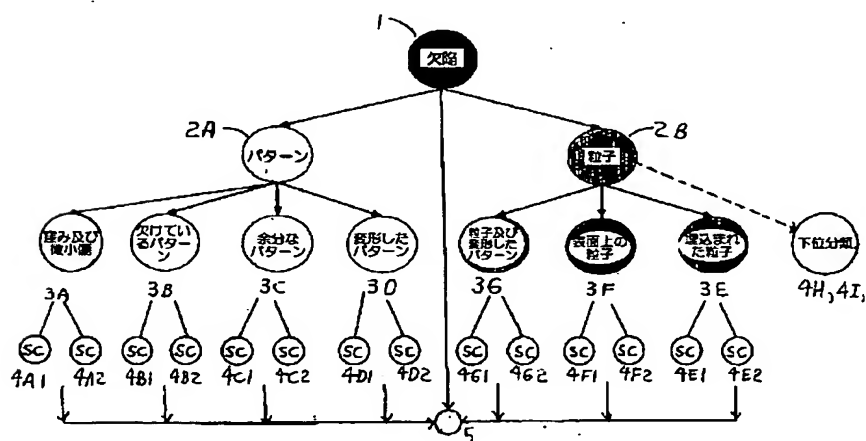 1
欠陥
2A
パターン
2B
粒子
窪み及び
微小傷
欠けてい
るパター
ン
余分な
パターン
変形した
パターン
粒子及び
変形した
パターン
表面上の
粒子
埋込まれ
た粒子
下位分類
3A
3B
3C
3D
3G
3F
3E
4H, 4I,
SC
SC
SC
SC
SC
SC
SC
SC
SC
SC
SC
SC
SC
SC
4A1
4A2
4B1
4B2
4C1
4C2
4D1
4D2
4G1
4G2
4F1
4F2
4E1
4E2
5